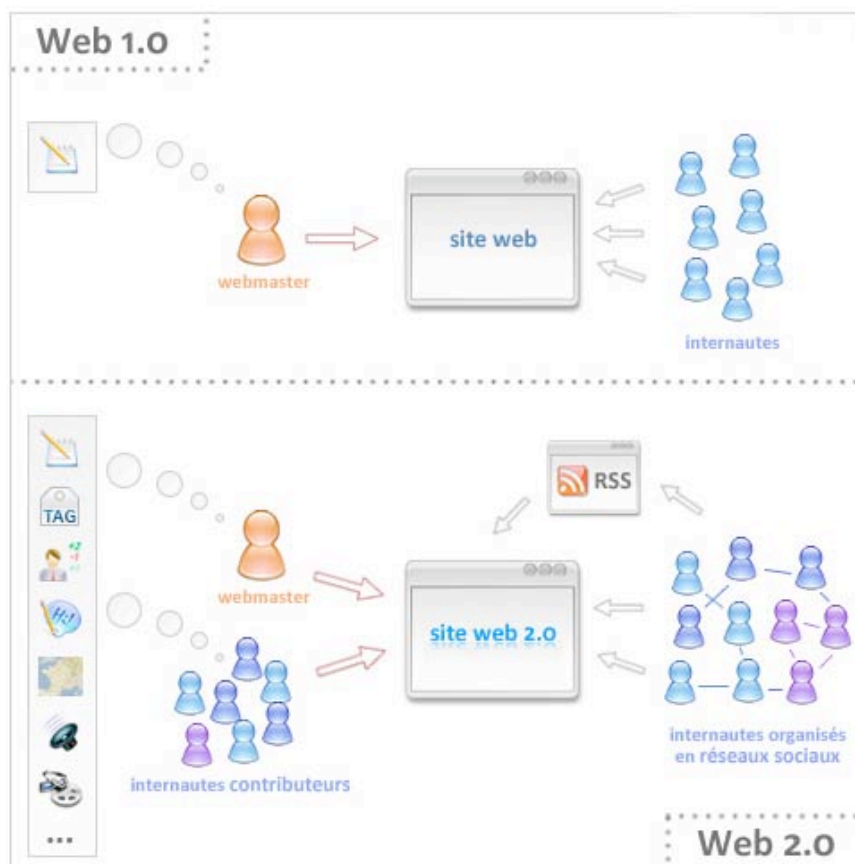 Web 1.0
site web
webmaster
internautes
RSS
TAG
webmaster
Hi!
site web 2.0
internautes organisés
en réseaux sociaux
internautes contributeurs
...
Web 2.0